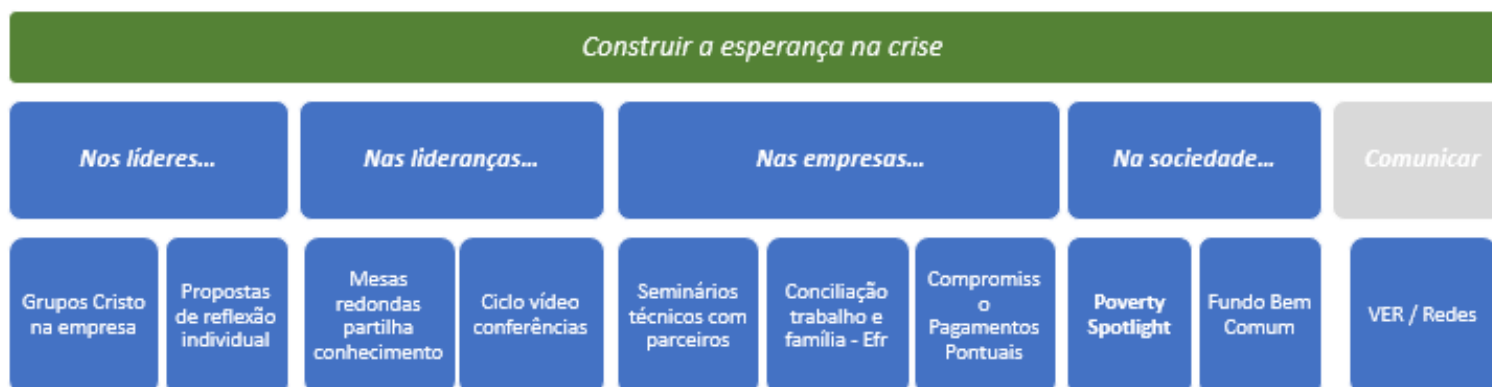 Construir a esperança na crise
Nos líderes...
Nas lideranças...
Nas empresas...
Na sociedade...
Comunicar
Grupos Cristo
na empresa
Propostas
de reflexão
individual
Mesas
redondas
partilha
conhecimento
Ciclo vídeo
conferências
Seminários
técnicos com
parceiros
Conciliação
trabalho e
família - Efr
Compromiss
o
Pagamentos
Pontuais
Poverty
Spotlight
Fundo Bem
Comum
VER / Redes